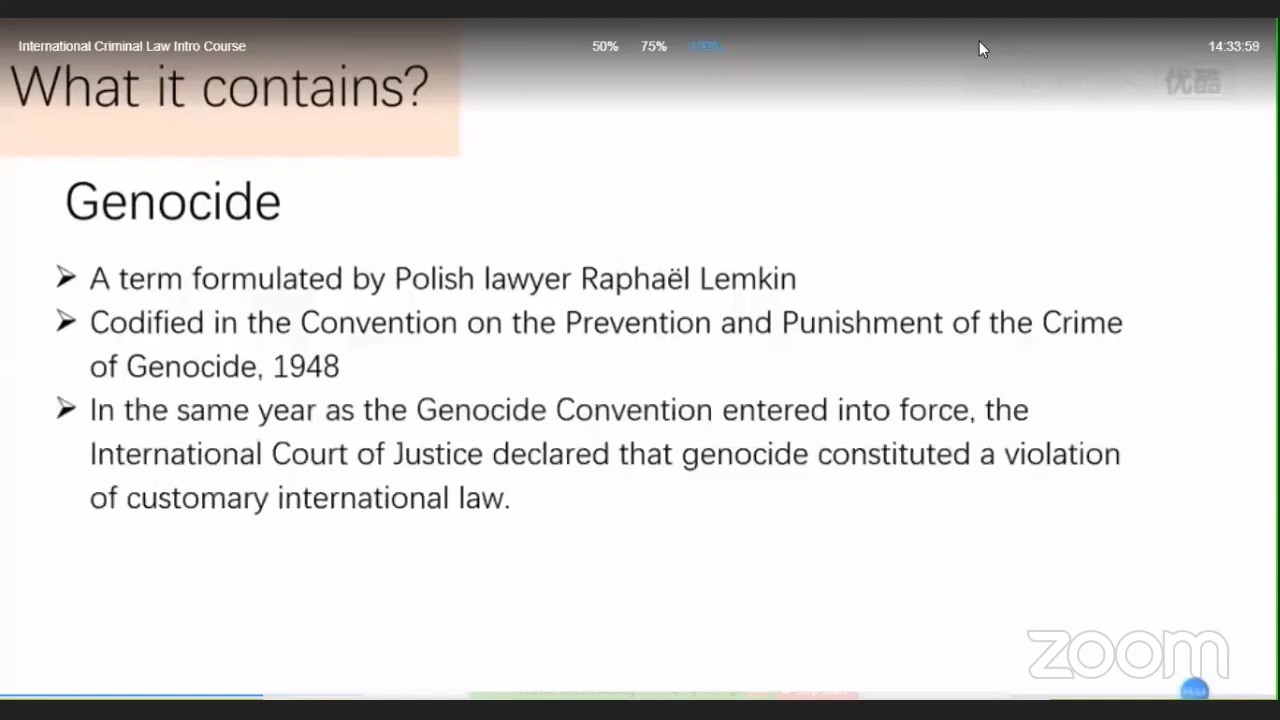 International Criminal Law Intro Course 50% 75% 14:33:59
What it contains?
优酷
Genocide
➢ A term formulated by Polish lawyer Raphaël Lemkin
➢ Codified in the Convention on the Prevention and Punishment of the Crime
of Genocide, 1948
➢ In the same year as the Genocide Convention entered into force, the
International Court of Justice declared that genocide constituted a violation
of customary international law.
zoom